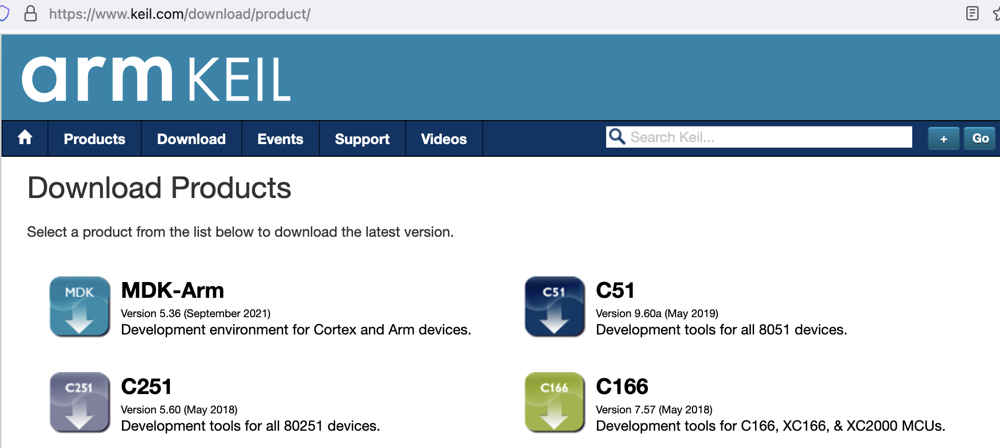 https://www.keil.com/download/product/
arm KEIL
Products Download Events Support Videos Search Keil... + Go
Download Products
Select a product from the list below to download the latest version.
MDK
MDK-Arm
Version 5.36 (September 2021)
Development environment for Cortex and Arm devices.
C51
C51
Version 9.60a (May 2019)
Development tools for all 8051 devices.
C251
C251
Version 5.60 (May 2018)
Development tools for all 80251 devices.
C166
C166
Version 7.57 (May 2018)
Development tools for C166, XC166, & XC2000 MCUs.